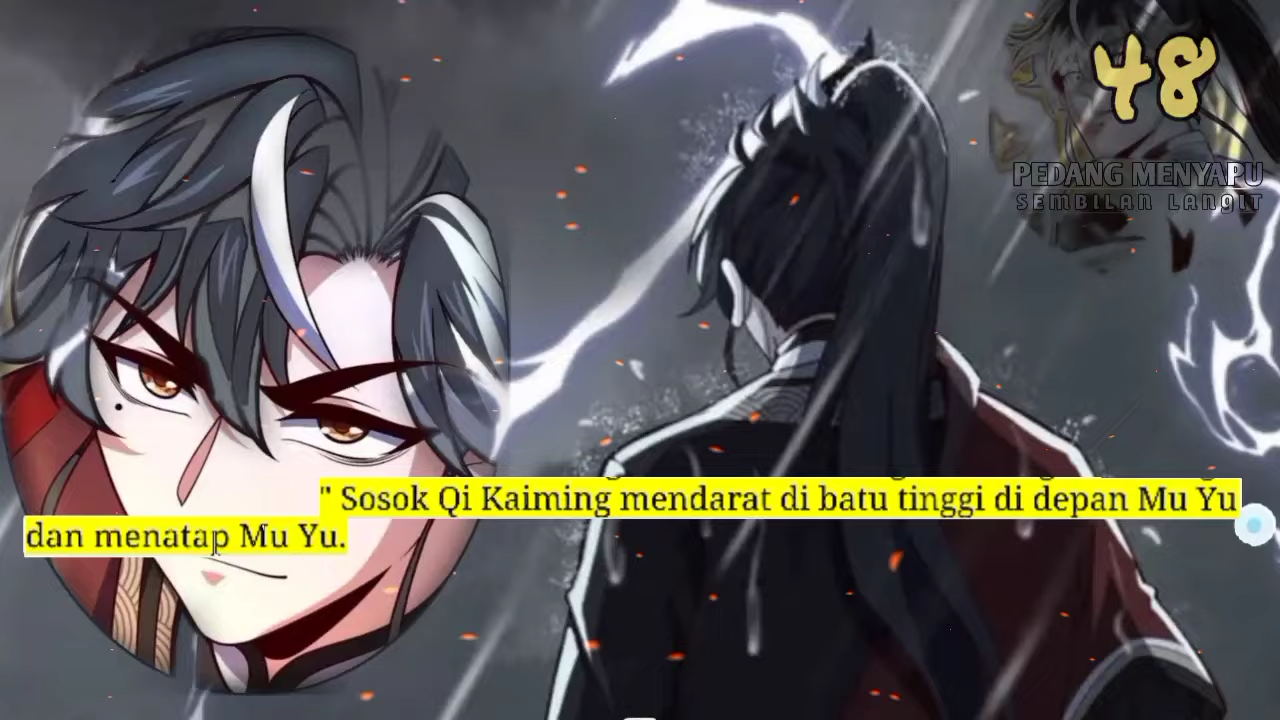 48
PEDANG MENYAPU
SEMBILAN LANGIT
" Sosok Qi Kaiming mendarat di batu tinggi di depan Mu Yu
dan menatap Mu Yu.